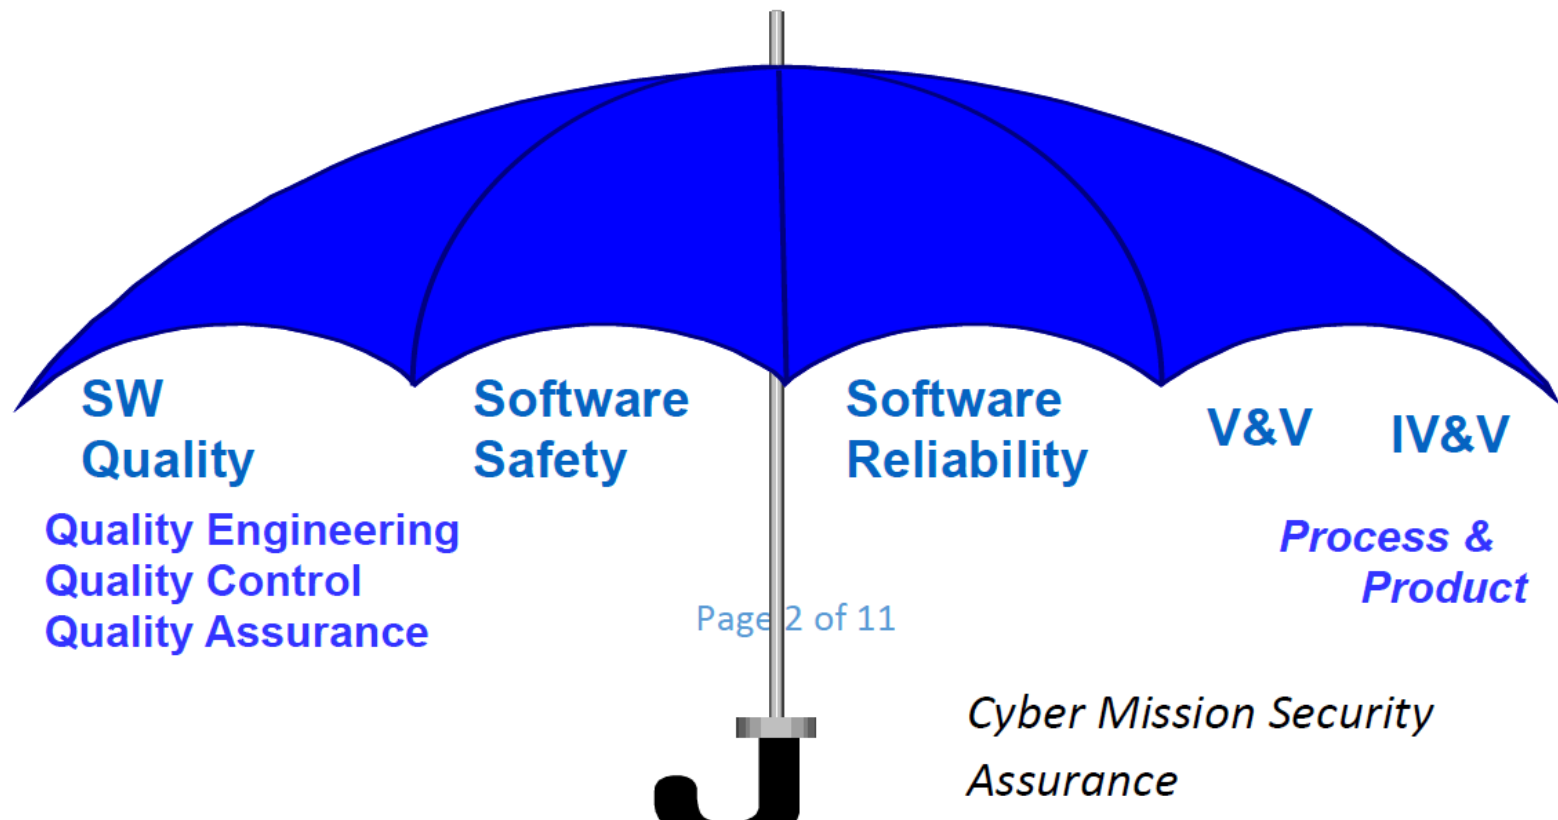 SW
Quality
Software
Safety
Software
Reliability
V&V
IV&V
Quality Engineering
Quality Control
Quality Assurance
Process &
Product
Page 2 of 11
Cyber Mission Security
Assurance